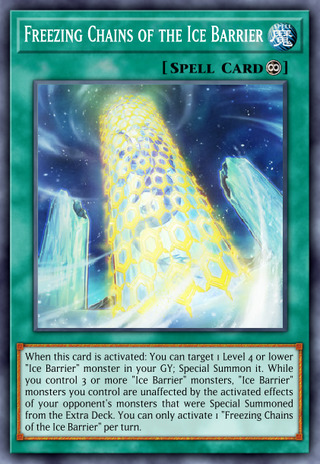 Freezing Chains of the Ice Barrier 魔
[Spell Card]
When this card is activated: You can target 1 Level 4 or lower
"Ice Barrier" monster in your GY; Special Summon it. While
you control 3 or more "Ice Barrier" monsters, "Ice Barrier"
monsters you control are unaffected by the activated effects
of your opponent's monsters that were Special Summoned
from the Extra Deck. You can only activate 1 "Freezing Chains
of the Ice Barrier" per turn.